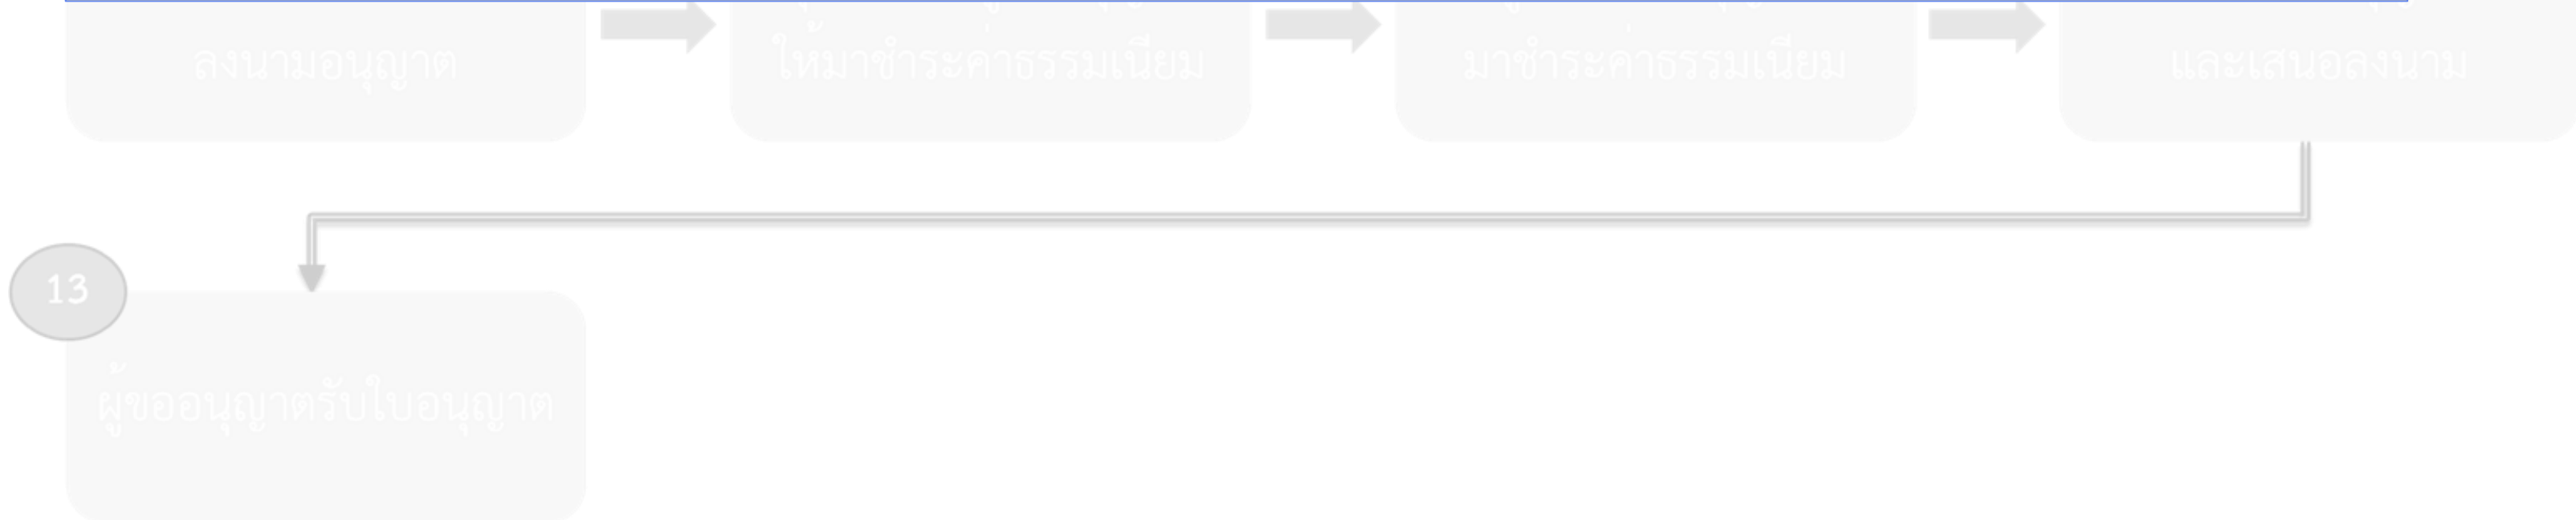 ลงนามอนุญาต
ให้มาชำระค่าธรรมเนียม
มาชำระค่าธรรมเนียม
และเสนอลงนาม
13
ผู้ขออนุญาตรับใบอนุญาต